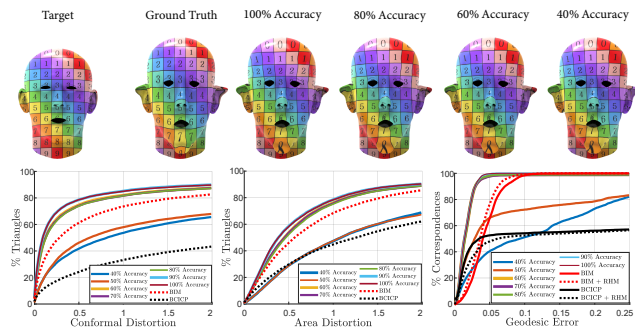 Target Ground Truth 100% Accuracy 80% Accuracy 60% Accuracy 40% Accuracy
% Triangles
100
80
60
40
20
0
0 0.5 1 1.5 2
Conformal Distortion
40% Accuracy
50% Accuracy
60% Accuracy
70% Accuracy
80% Accuracy
90% Accuracy
100% Accuracy
BIM
BCICP
% Triangles
100
80
60
40
20
0
0 0.5 1 1.5 2
Area Distortion
40% Accuracy
50% Accuracy
60% Accuracy
70% Accuracy
80% Accuracy
90% Accuracy
100% Accuracy
BIM
BCICP
% Correspondences
100
80
60
40
20
0
0 0.05 0.1 0.15 0.2 0.25
Geodesic Error
40% Accuracy
50% Accuracy
60% Accuracy
70% Accuracy
80% Accuracy
90% Accuracy
100% Accuracy
BIM
BIM + RHM
BCICP
BCICP + RHM